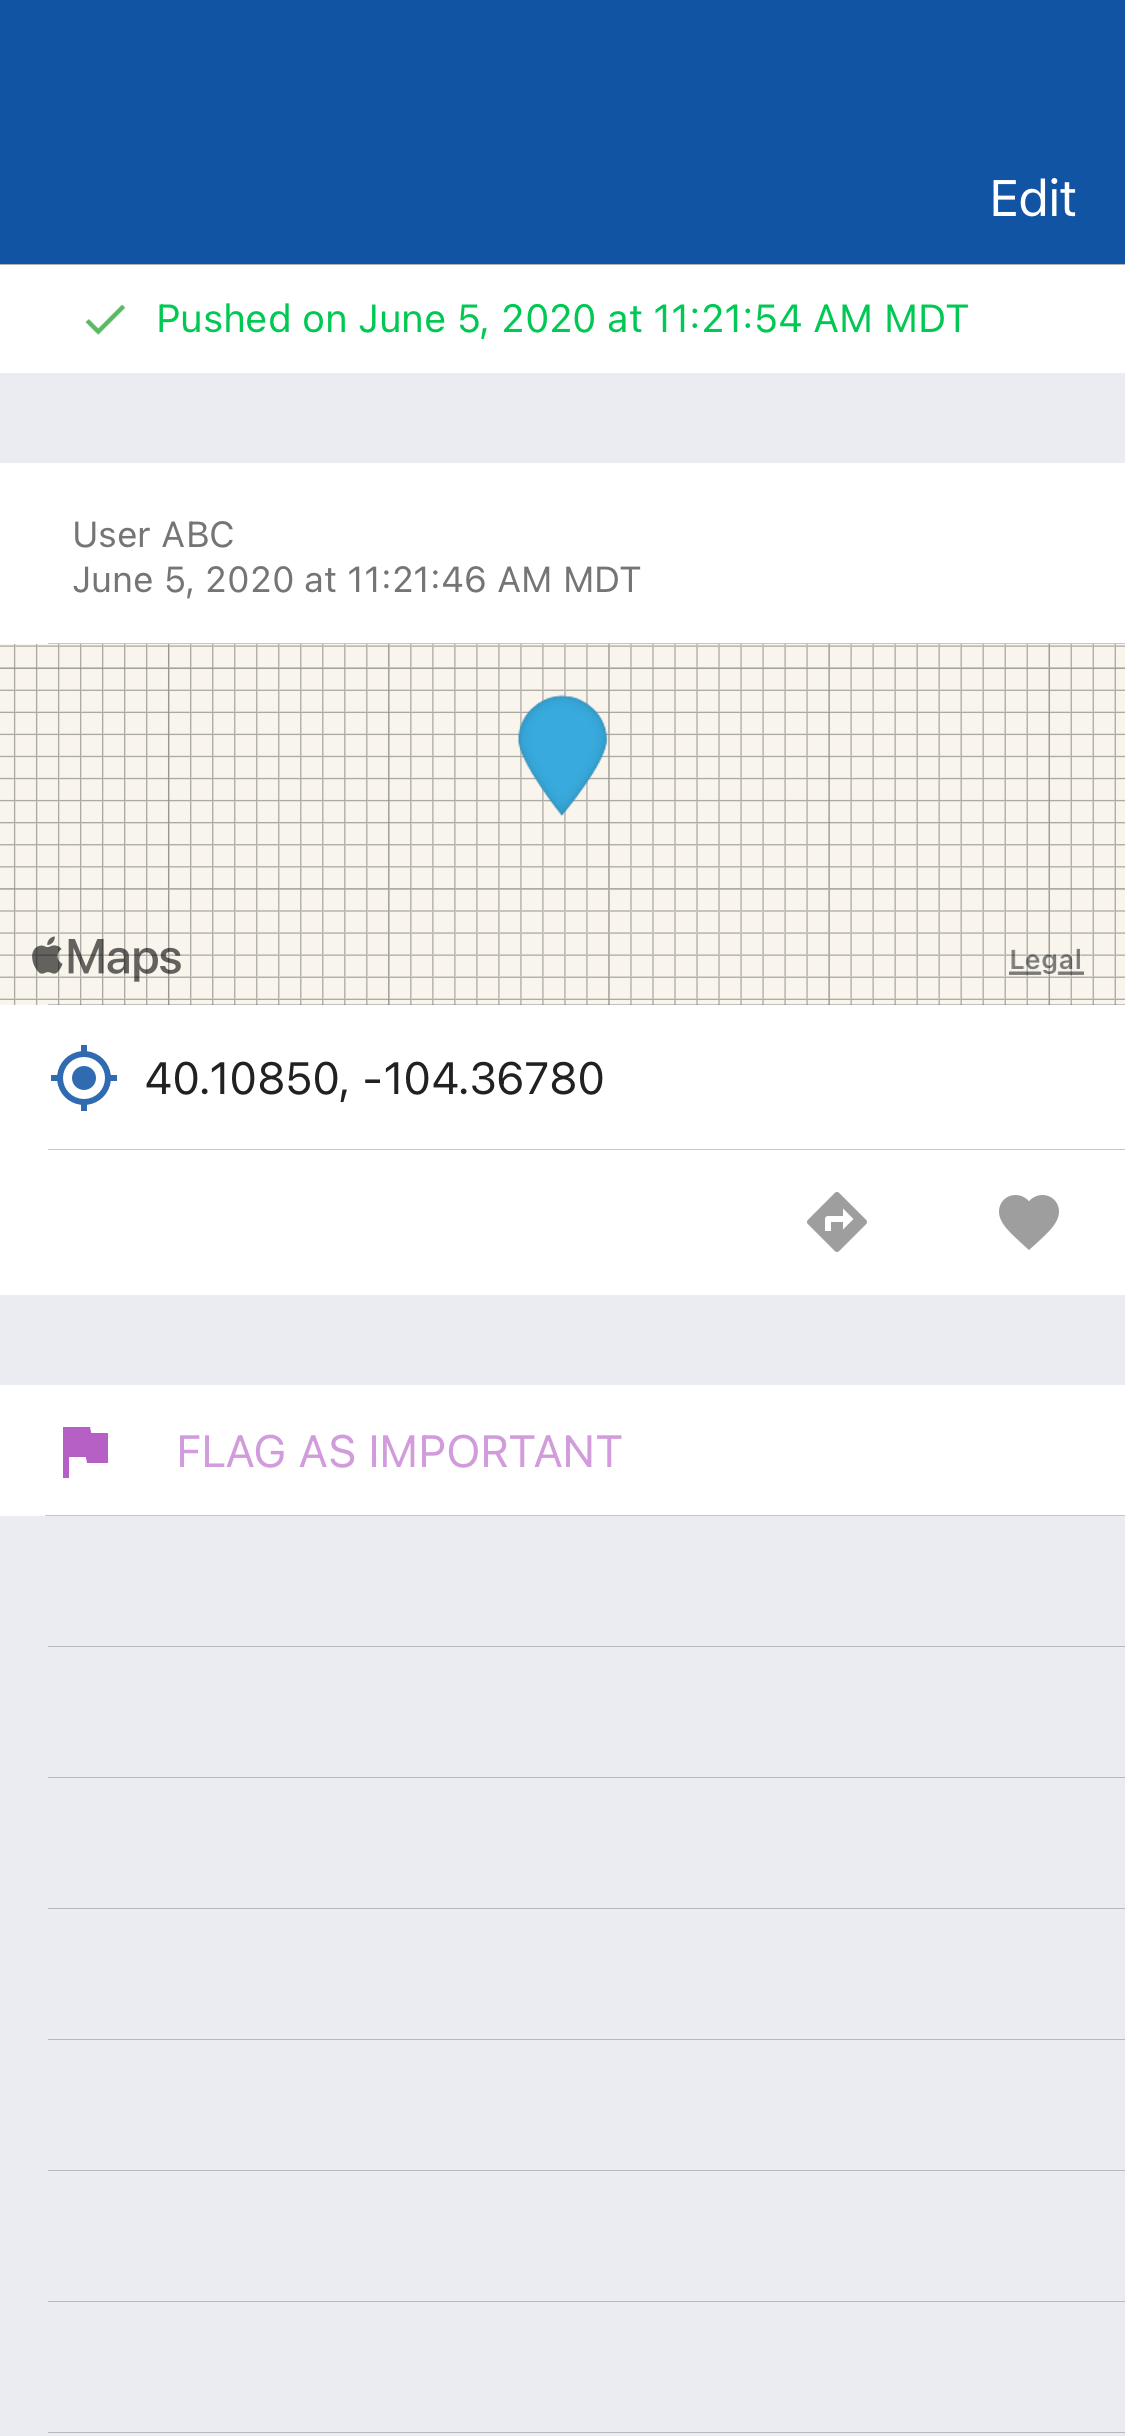 Edit
Pushed on June 5, 2020 at 11:21:54 AM MDT
User ABC
June 5, 2020 at 11:21:46 AM MDT
Maps
Legal
40.10850, -104.36780
FLAG AS IMPORTANT